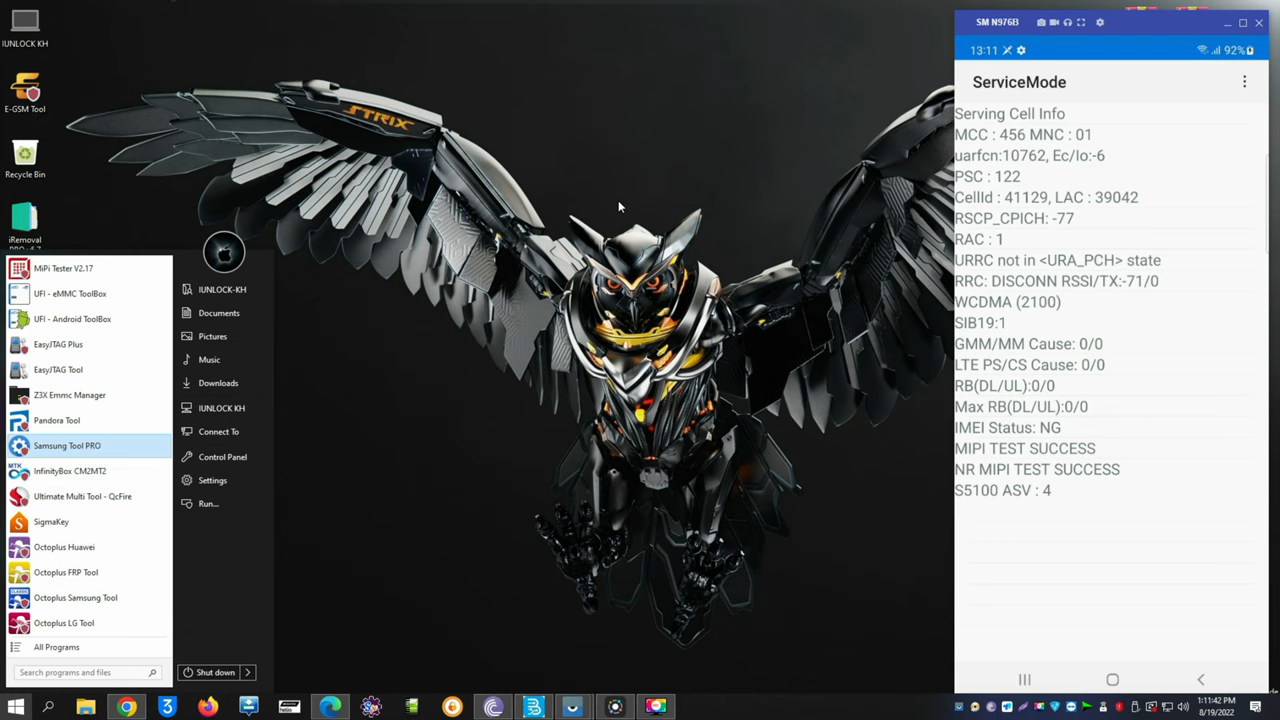 IUNLOCK KH
E-GSM Tool
Recycle Bin
iRemoval
STRIX
MiPi Tester V2.17
UFI - eMMC ToolBox
UFI - Android ToolBox
EasyJTAG Plus
EasyJTAG Tool
Z3X Emmc Manager
Pandora Tool
Samsung Tool PRO
InfinityBox CM2MT2
Ultimate Multi Tool - QcFire
SigmaKey
Octoplus Huawei
Octoplus FRP Tool
Octoplus Samsung Tool
Octoplus LG Tool
All Programs
Search programs and files
IUNLOCK-KH
Documents
Pictures
Music
Downloads
IUNLOCK KH
Connect To
Control Panel
Settings
Run...
Shut down
SM N976B
13:11
92%
ServiceMode
Serving Cell Info
MCC : 456 MNC : 01
uarfcn:10762, Ec/Io:-6
PSC : 122
CellId : 41129, LAC : 39042
RSCP_CPICH: -77
RAC : 1
URRC not in <URA_PCH> state
RRC: DISCONN RSSI/TX:-71/0
WCDMA (2100)
SIB19:1
GMM/MM Cause: 0/0
LTE PS/CS Cause: 0/0
RB(DL/UL):0/0
Max RB(DL/UL):0/0
IMEI Status: NG
MIPI TEST SUCCESS
NR MIPI TEST SUCCESS
S5100 ASV : 4
1:11:42 PM
8/19/2022